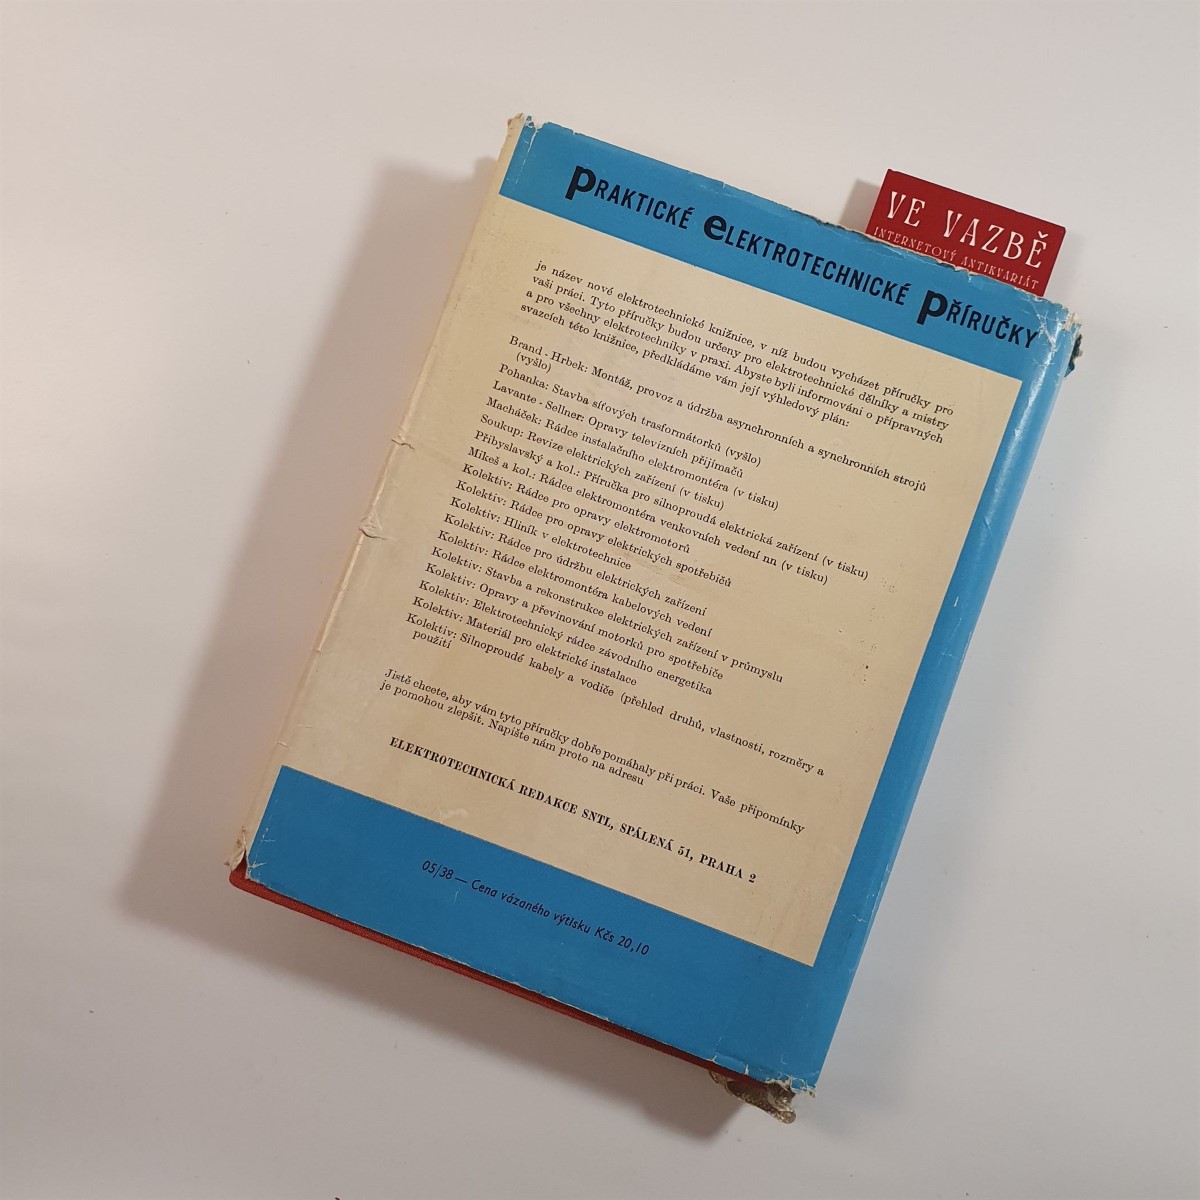 VE VAZBĚ
INTERNETOVÝ ANTIKVARIÁT
PRAKTICKÉ ELEKTROTECHNICKÉ PŘÍRUČKY
je název nové elektrotechnické knižnice, v níž budou vycházet příručky pro
vaši práci. Tyto příručky budou určeny pro elektrotechnické dělníky a mistry
a pro všechny elektrotechniky v praxi. Abyste byli informováni o přípravných
svazcích této knižnice, předkládáme vám její výhledový plán:
Brand - Hrbek: Montáž, provoz a údržba asynchronních a synchronních strojů
(vyšlo)
Pohanka: Stavba síťových trasformátorků (vyšlo)
Lavante - Sellner: Opravy televizních přijímačů
Macháček: Rádce instalačního elektromontéra (v tisku)
Soukup: Revize elektrických zařízení (v tisku)
Přibyslavský a kol.: Příručka pro silnoproudá elektrická zařízení (v tisku)
Mikeš a kol.: Rádce elektromontéra venkovních vedení nn (v tisku)
Kolektiv: Rádce pro opravy elektromotorů
Kolektiv: Rádce pro opravy elektrických spotřebičů
Kolektiv: Hliník v elektrotechnice
Kolektiv: Rádce pro údržbu elektrických zařízení
Kolektiv: Rádce elektromontéra kabelových vedení
Kolektiv: Stavba a rekonstrukce elektrických zařízení v průmyslu
Kolektiv: Opravy a převinování motorků pro spotřebiče
Kolektiv: Elektrotechnický rádce závodního energetika
Kolektiv: Materiál pro elektrické instalace
Kolektiv: Silnoproudé kabely a vodiče (přehled druhů, vlastností, rozměry a
použití
Jistě chcete, aby vám tyto příručky dobře pomáhaly při práci. Vaše připomínky
je pomohou zlepšit. Napište nám proto na adresu
ELEKTROTECHNICKÁ REDAKCE SNTL, SPÁLENÁ 51, PRAHA 2
05/38 — Cena vázaného výtisku Kčs 20,10